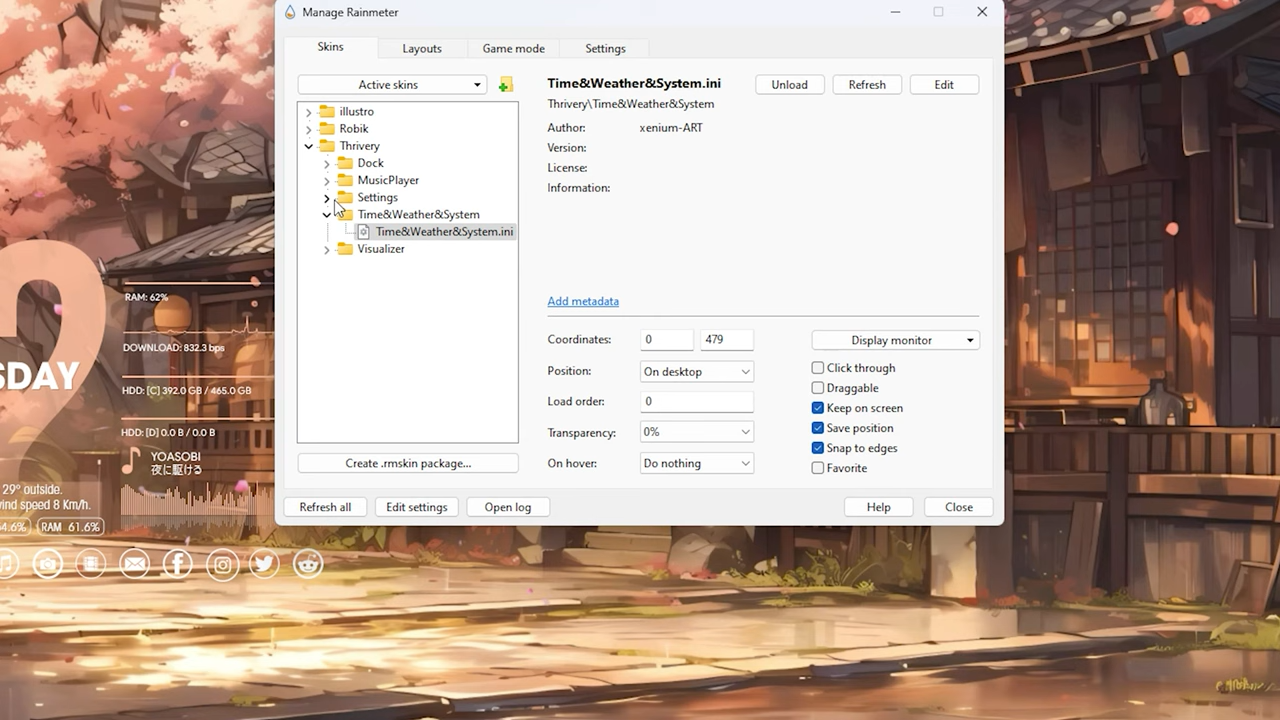 Manage Rainmeter
Skins
Layouts
Game mode
Settings
Active skins
illustro
Robik
Thrivery
Dock
MusicPlayer
Settings
Time&Weather&System
Time&Weather&System.ini
Visualizer
Create .rmskin package...
Time&Weather&System.ini
Unload
Refresh
Edit
Thrivery\Time&Weather&System
Author: xenium-ART
Version:
License:
Information:
Add metadata
Coordinates: 0 479
Display monitor
Position: On desktop
Click through
Draggable
Load order: 0
Keep on screen
Transparency: 0%
Save position
Snap to edges
On hover: Do nothing
Favorite
Refresh all
Edit settings
Open log
Help
Close
RAM: 62%
DOWNLOAD: 832.3 bps
SDAY
HDD: [C] 392.0 GB / 465.0 GB
HDD: [D] 0.0 B / 0.0 B
YOASOBI
夜に駆ける
29° outside.
wind speed 8 Km/h.
4.6%
RAM 61.6%